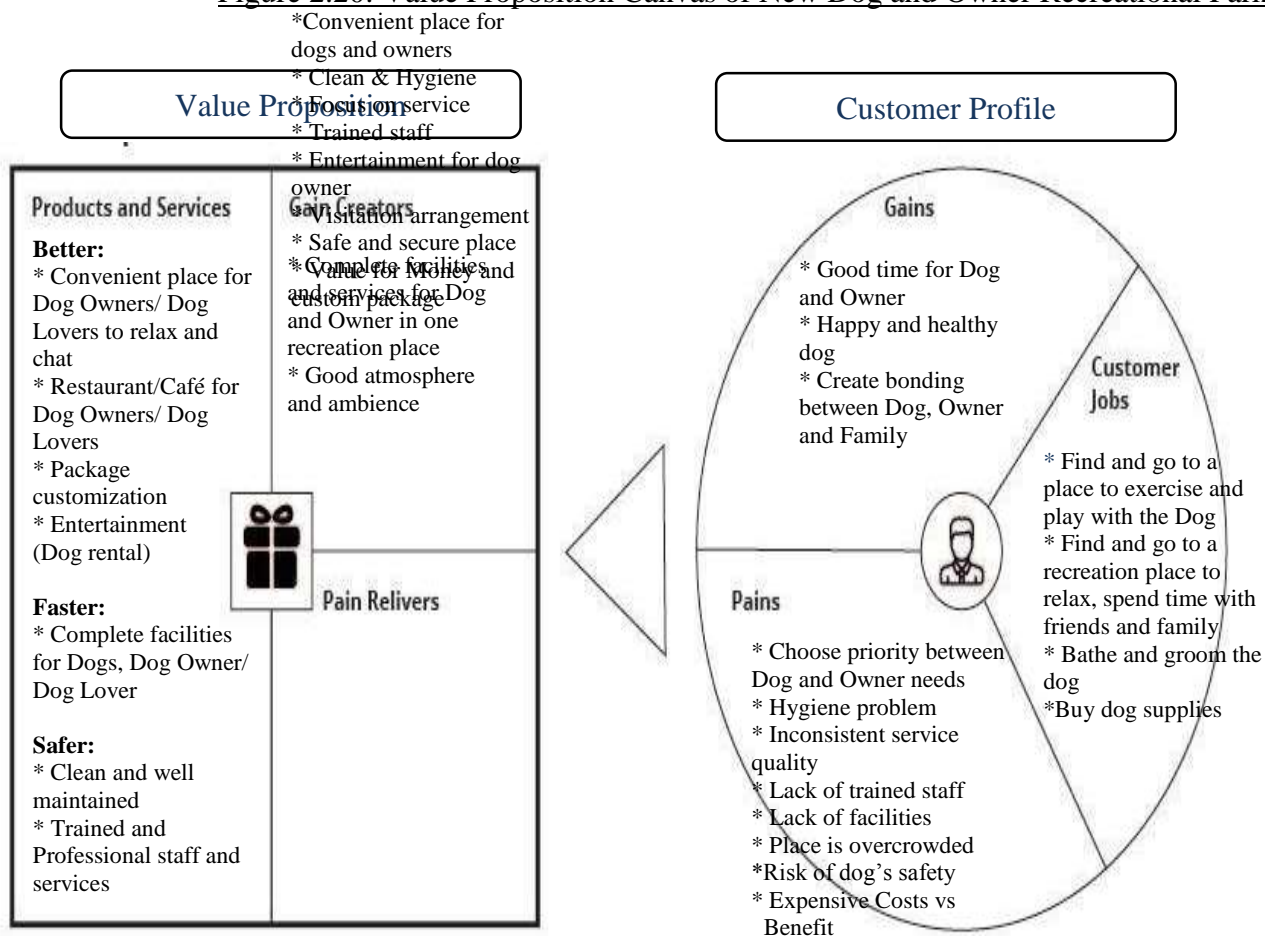 Value Proposition Canvas of New Dog and Owner Recreational
*Convenient place for
dogs and owners
* Clean & Hygiene
* Focus on service
* Trained staff
* Entertainment for dog
owner
* Visitation arrangement
* Safe and secure place
* Value for Money and
custom package
Value Proposition
Products and Services
Better:
* Convenient place for
Dog Owners/ Dog
Lovers to relax and
chat
* Restaurant/Café for
Dog Owners/ Dog
Lovers
* Package
customization
* Entertainment
(Dog rental)
Faster:
* Complete facilities
for Dogs, Dog Owner/
Dog Lover
Safer:
* Clean and well
maintained
* Trained and
Professional staff and
services
Gain Creators
* Complete facilities
and services for Dog
and Owner in one
recreation place
* Good atmosphere
and ambience
Pain Relivers
Customer Profile
Gains
* Good time for Dog
and Owner
* Happy and healthy
dog
* Create bonding
between Dog, Owner
and Family
Customer
Jobs
* Find and go to a
place to exercise and
play with the Dog
* Find and go to a
recreation place to
relax, spend time with
friends and family
* Bathe and groom the
dog
*Buy dog supplies
Pains
* Choose priority between
Dog and Owner needs
* Hygiene problem
* Inconsistent service
quality
* Lack of trained staff
* Lack of facilities
* Place is overcrowded
*Risk of dog's safety
* Expensive Costs vs
Benefit